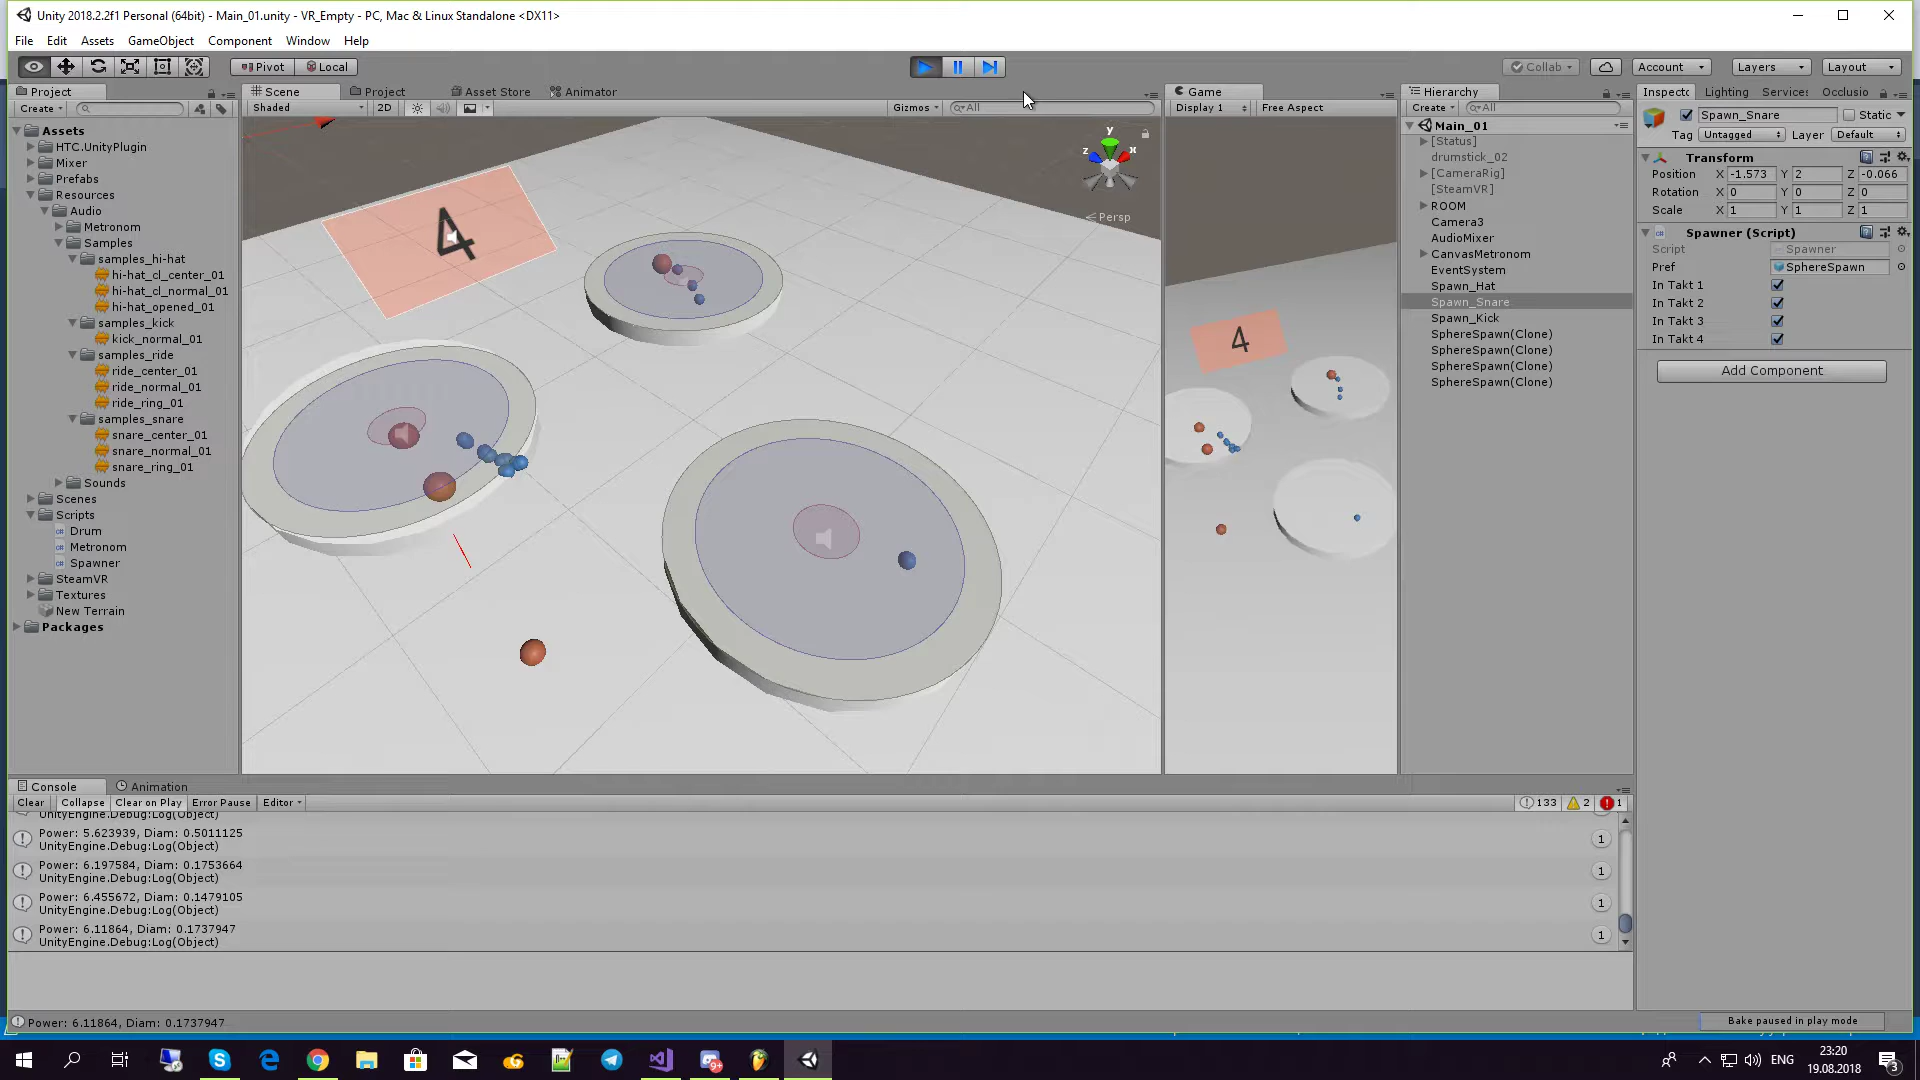 Unity 2018.2.2f1 Personal (64bit) - Main_01.unity - VR_Empty - PC, Mac & Linux Standalone <DX11>
File Edit Assets GameObject Component Window Help
Pivot Local Collab Account Layers Layout
Project
Create
Assets
HTC.UnityPlugin
Mixer
Prefabs
Resources
Audio
Metronom
Samples
samples_hi-hat
hi-hat_cl_center_01
hi-hat_cl_normal_01
hi-hat_opened_01
samples_kick
kick_normal_01
samples_ride
ride_center_01
ride_normal_01
ride_ring_01
samples_snare
snare_center_01
snare_normal_01
snare_ring_01
Sounds
Scenes
Scripts
Drum
Metronom
Spawner
SteamVR
Textures
New Terrain
Packages
Scene Project Asset Store Animator
Shaded 2D Gizmos All
y
z x
Persp
4
Game
Display 1 Free Aspect
4
Hierarchy
Create All
Main_01
[Status]
drumstick_02
[CameraRig]
[SteamVR]
ROOM
Camera3
AudioMixer
CanvasMetronom
EventSystem
Spawn_Hat
Spawn_Snare
Spawn_Kick
SphereSpawn(Clone)
SphereSpawn(Clone)
SphereSpawn(Clone)
SphereSpawn(Clone)
Inspectc Lighting Services Occlusio
Spawn_Snare Static
Tag Untagged Layer Default
Transform
Position X -1.573 Y 2 Z -0.066
Rotation X 0 Y 0 Z 0
Scale X 1 Y 1 Z 1
Spawner (Script)
Script Spawner
Pref SphereSpawn
In Takt 1
In Takt 2
In Takt 3
In Takt 4
Add Component
Console Animation
Clear Collapse Clear on Play Error Pause Editor 133 2 1
UnityEngine.Debug:Log(Object)
Power: 5.623939, Diam: 0.5011125 1
UnityEngine.Debug:Log(Object)
Power: 6.197584, Diam: 0.1753664 1
UnityEngine.Debug:Log(Object)
Power: 6.455672, Diam: 0.1479105 1
UnityEngine.Debug:Log(Object)
Power: 6.11864, Diam: 0.1737947 1
UnityEngine.Debug:Log(Object)
Power: 6.11864, Diam: 0.1737947
Bake paused in play mode
ENG
23:20
19.08.2018
3